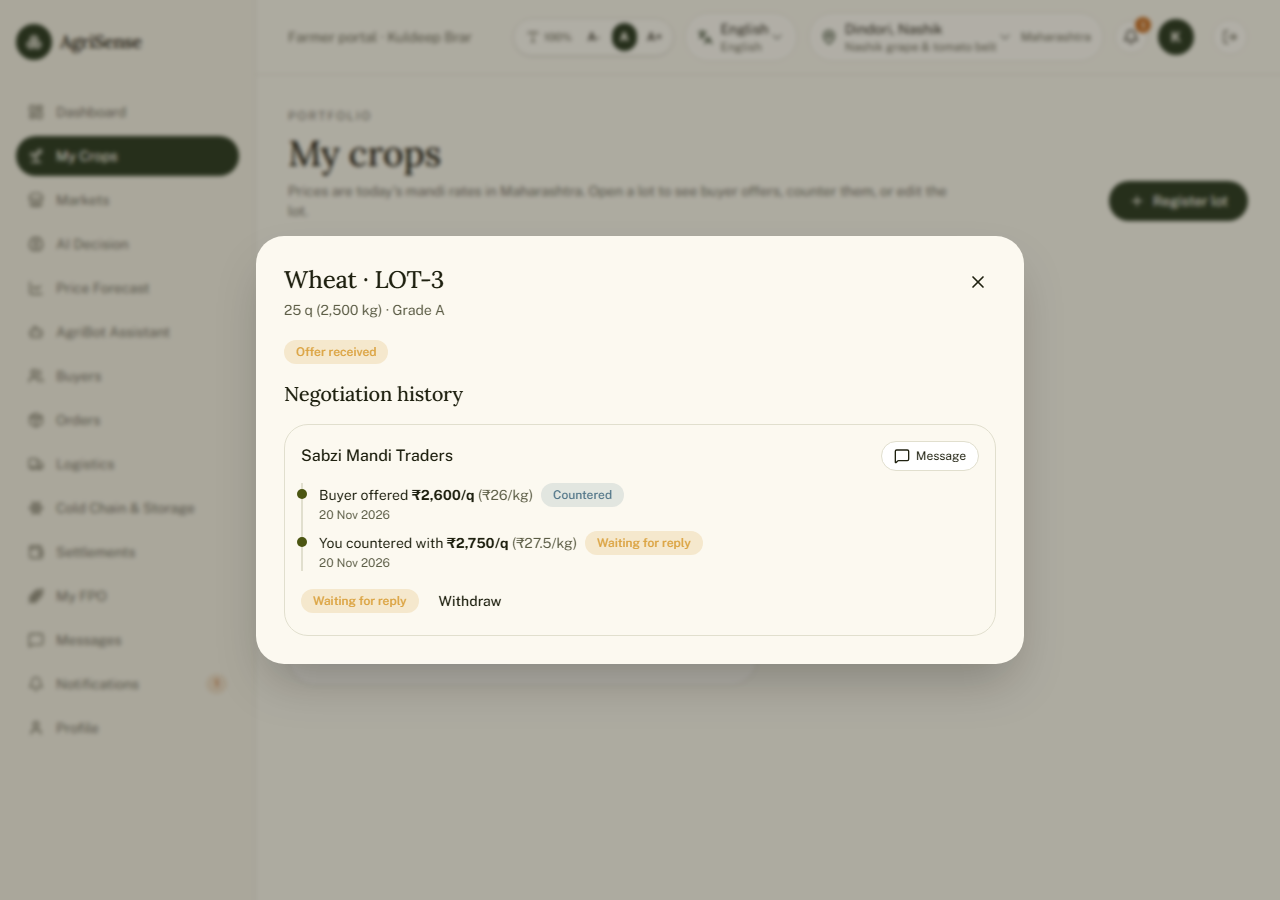 AgriSense
Farmer portal · Kuldeep Brar
100%
A-
A
A+
English
English
Dindori, Nashik
Nashik grape & tomato belt
Maharashtra
K
Dashboard
My Crops
Markets
AI Decision
Price Forecast
AgriBot Assistant
Buyers
Orders
Logistics
Cold Chain & Storage
Settlements
My FPO
Messages
Notifications
Profile
PORTFOLIO
My crops
Prices are today's mandi rates in Maharashtra. Open a lot to see buyer offers, counter them, or edit the
lot.
Register lot
Wheat · LOT-3
25 q (2,500 kg) · Grade A
Offer received
Negotiation history
Sabzi Mandi Traders
Message
Buyer offered ₹2,600/q (₹26/kg) Countered
20 Nov 2026
You countered with ₹2,750/q (₹27.5/kg) Waiting for reply
20 Nov 2026
Waiting for reply
Withdraw